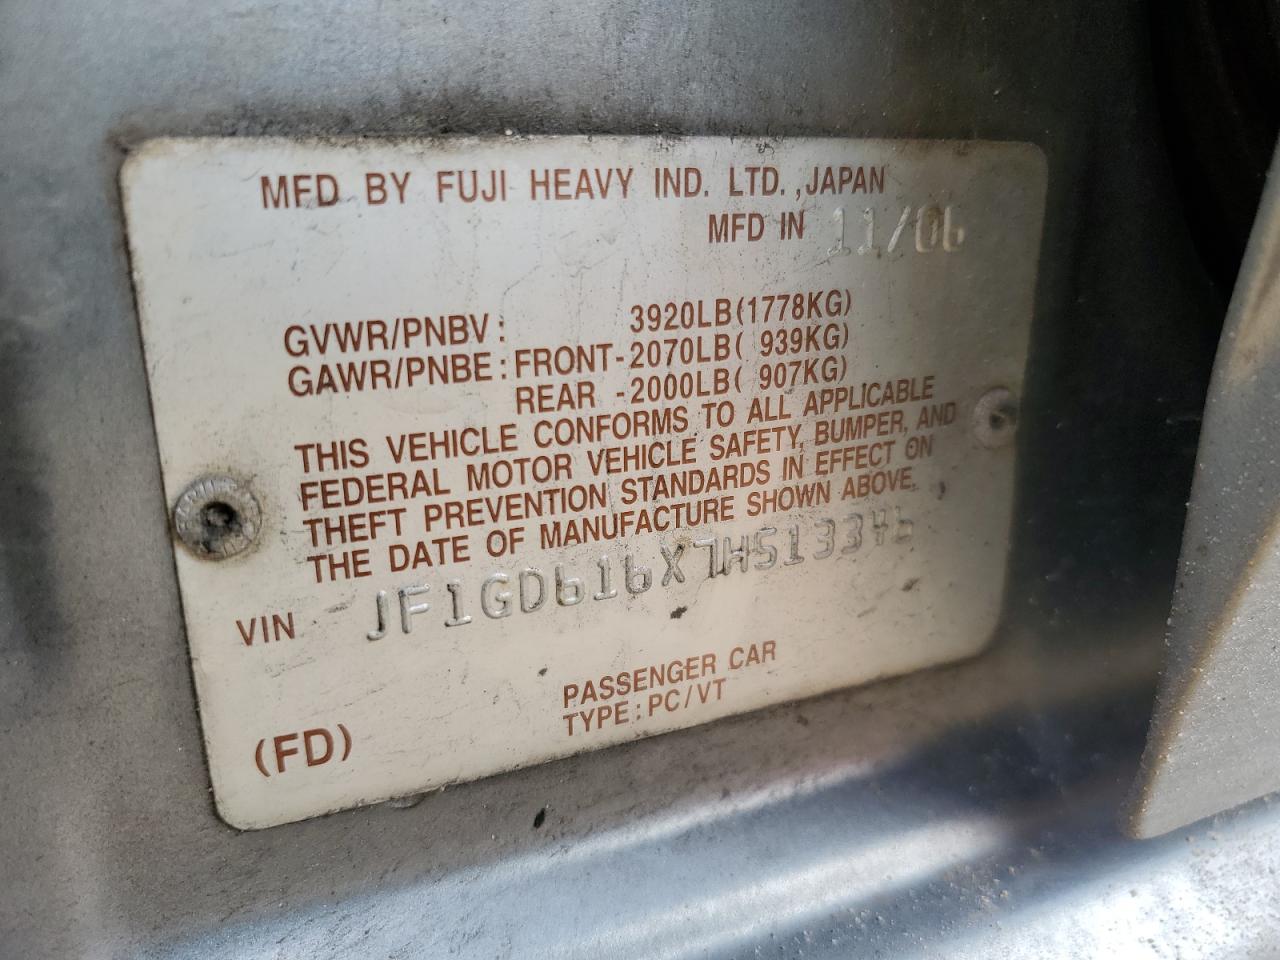 MFD BY FUJI HEAVY IND. LTD.,JAPAN
MFD IN 11/06
GVWR/PNBV: 3920LB(1778KG)
GAWR/PNBE:FRONT-2070LB( 939KG)
REAR -2000LB( 907KG)
THIS VEHICLE CONFORMS TO ALL APPLICABLE
FEDERAL MOTOR VEHICLE SAFETY, BUMPER, AND
THEFT PREVENTION STANDARDS IN EFFECT ON
THE DATE OF MANUFACTURE SHOWN ABOVE.
VIN JF1GD616X7H513346
PASSENGER CAR
TYPE:PC/VT
(FD)